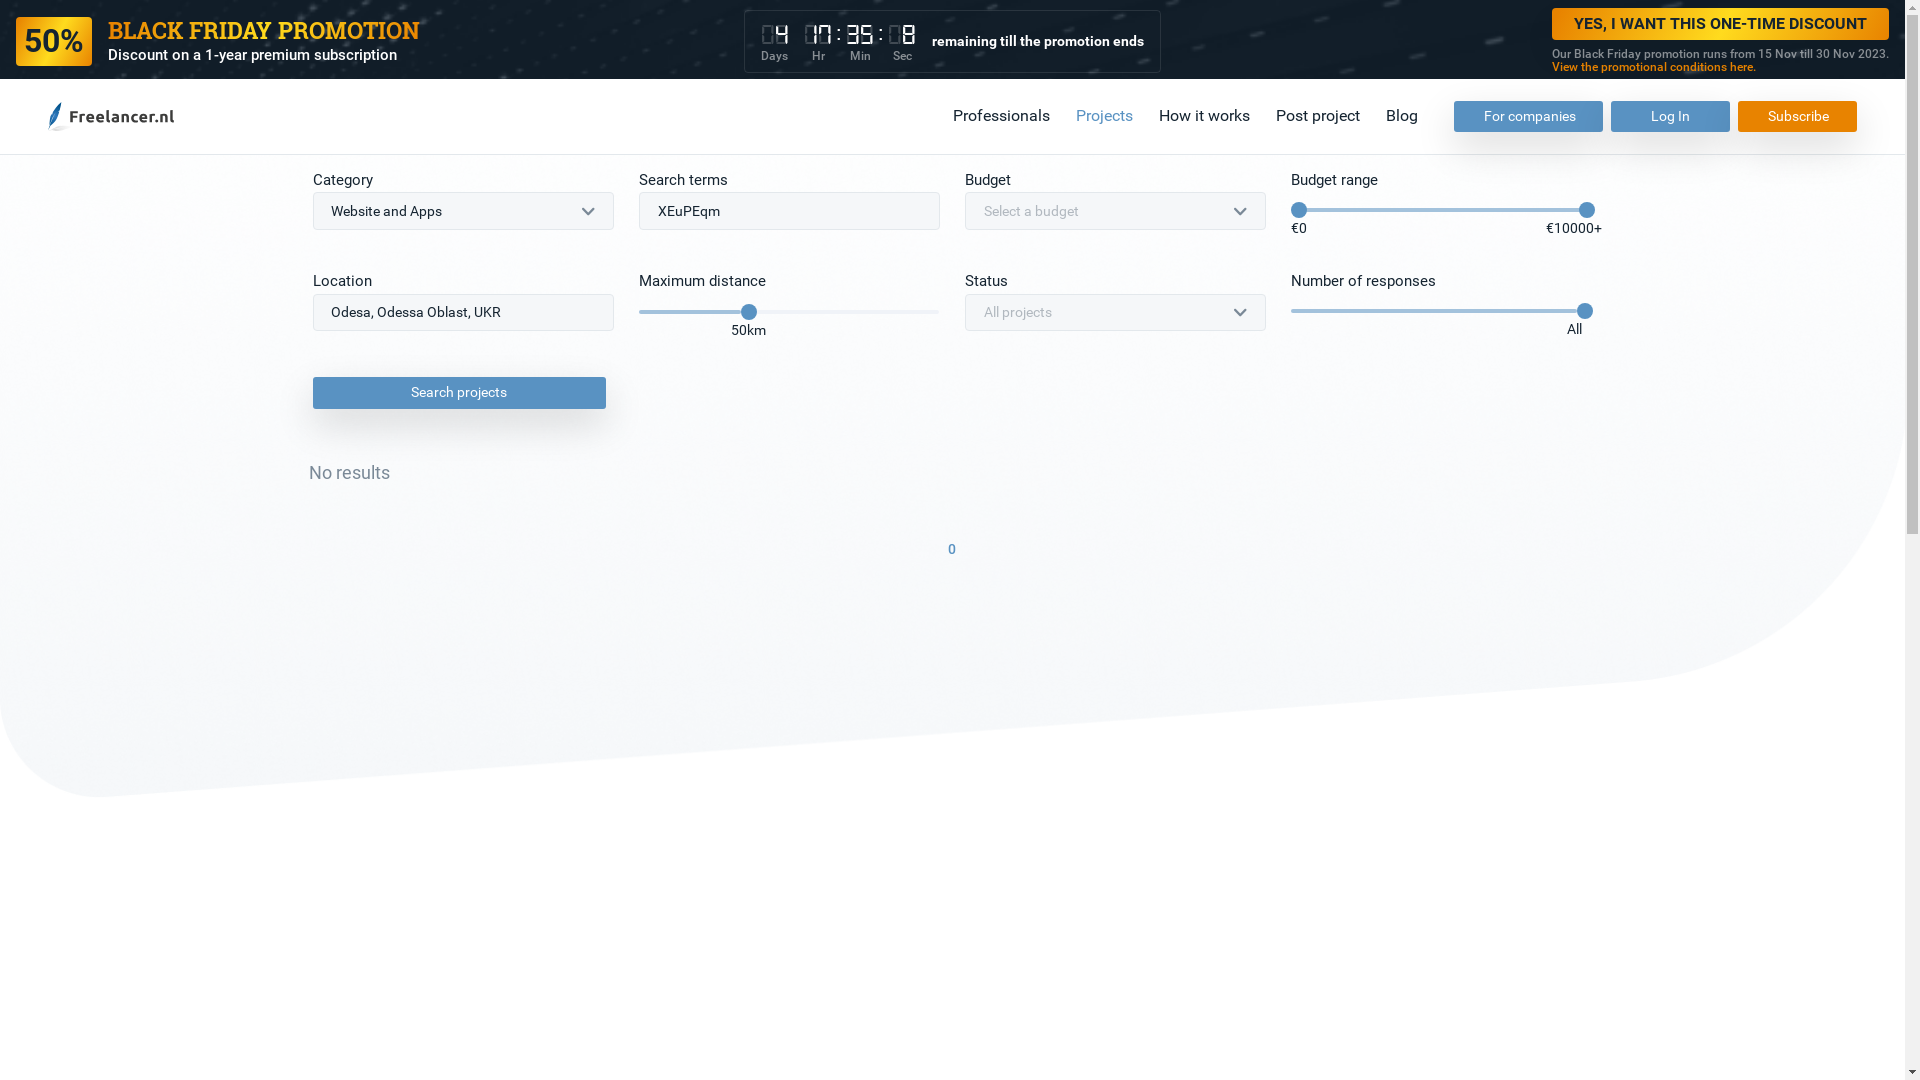 50%
BLACK FRIDAY PROMOTION
Discount on a 1-year premium subscription
4 17 : 35 : 8
Days Hr Min Sec
remaining till the promotion ends
YES, I WANT THIS ONE-TIME DISCOUNT
Our Black Friday promotion runs from 15 Nov till 30 Nov 2023.
View the promotional conditions here.
Freelancer.nl
Professionals Projects How it works Post project Blog For companies Log In Subscribe
Category Search terms Budget Budget range
Website and Apps XEuPEqm Select a budget
€0 €10000+
Location Maximum distance Status Number of responses
Odesa, Odessa Oblast, UKR All projects
50km All
Search projects
No results
0